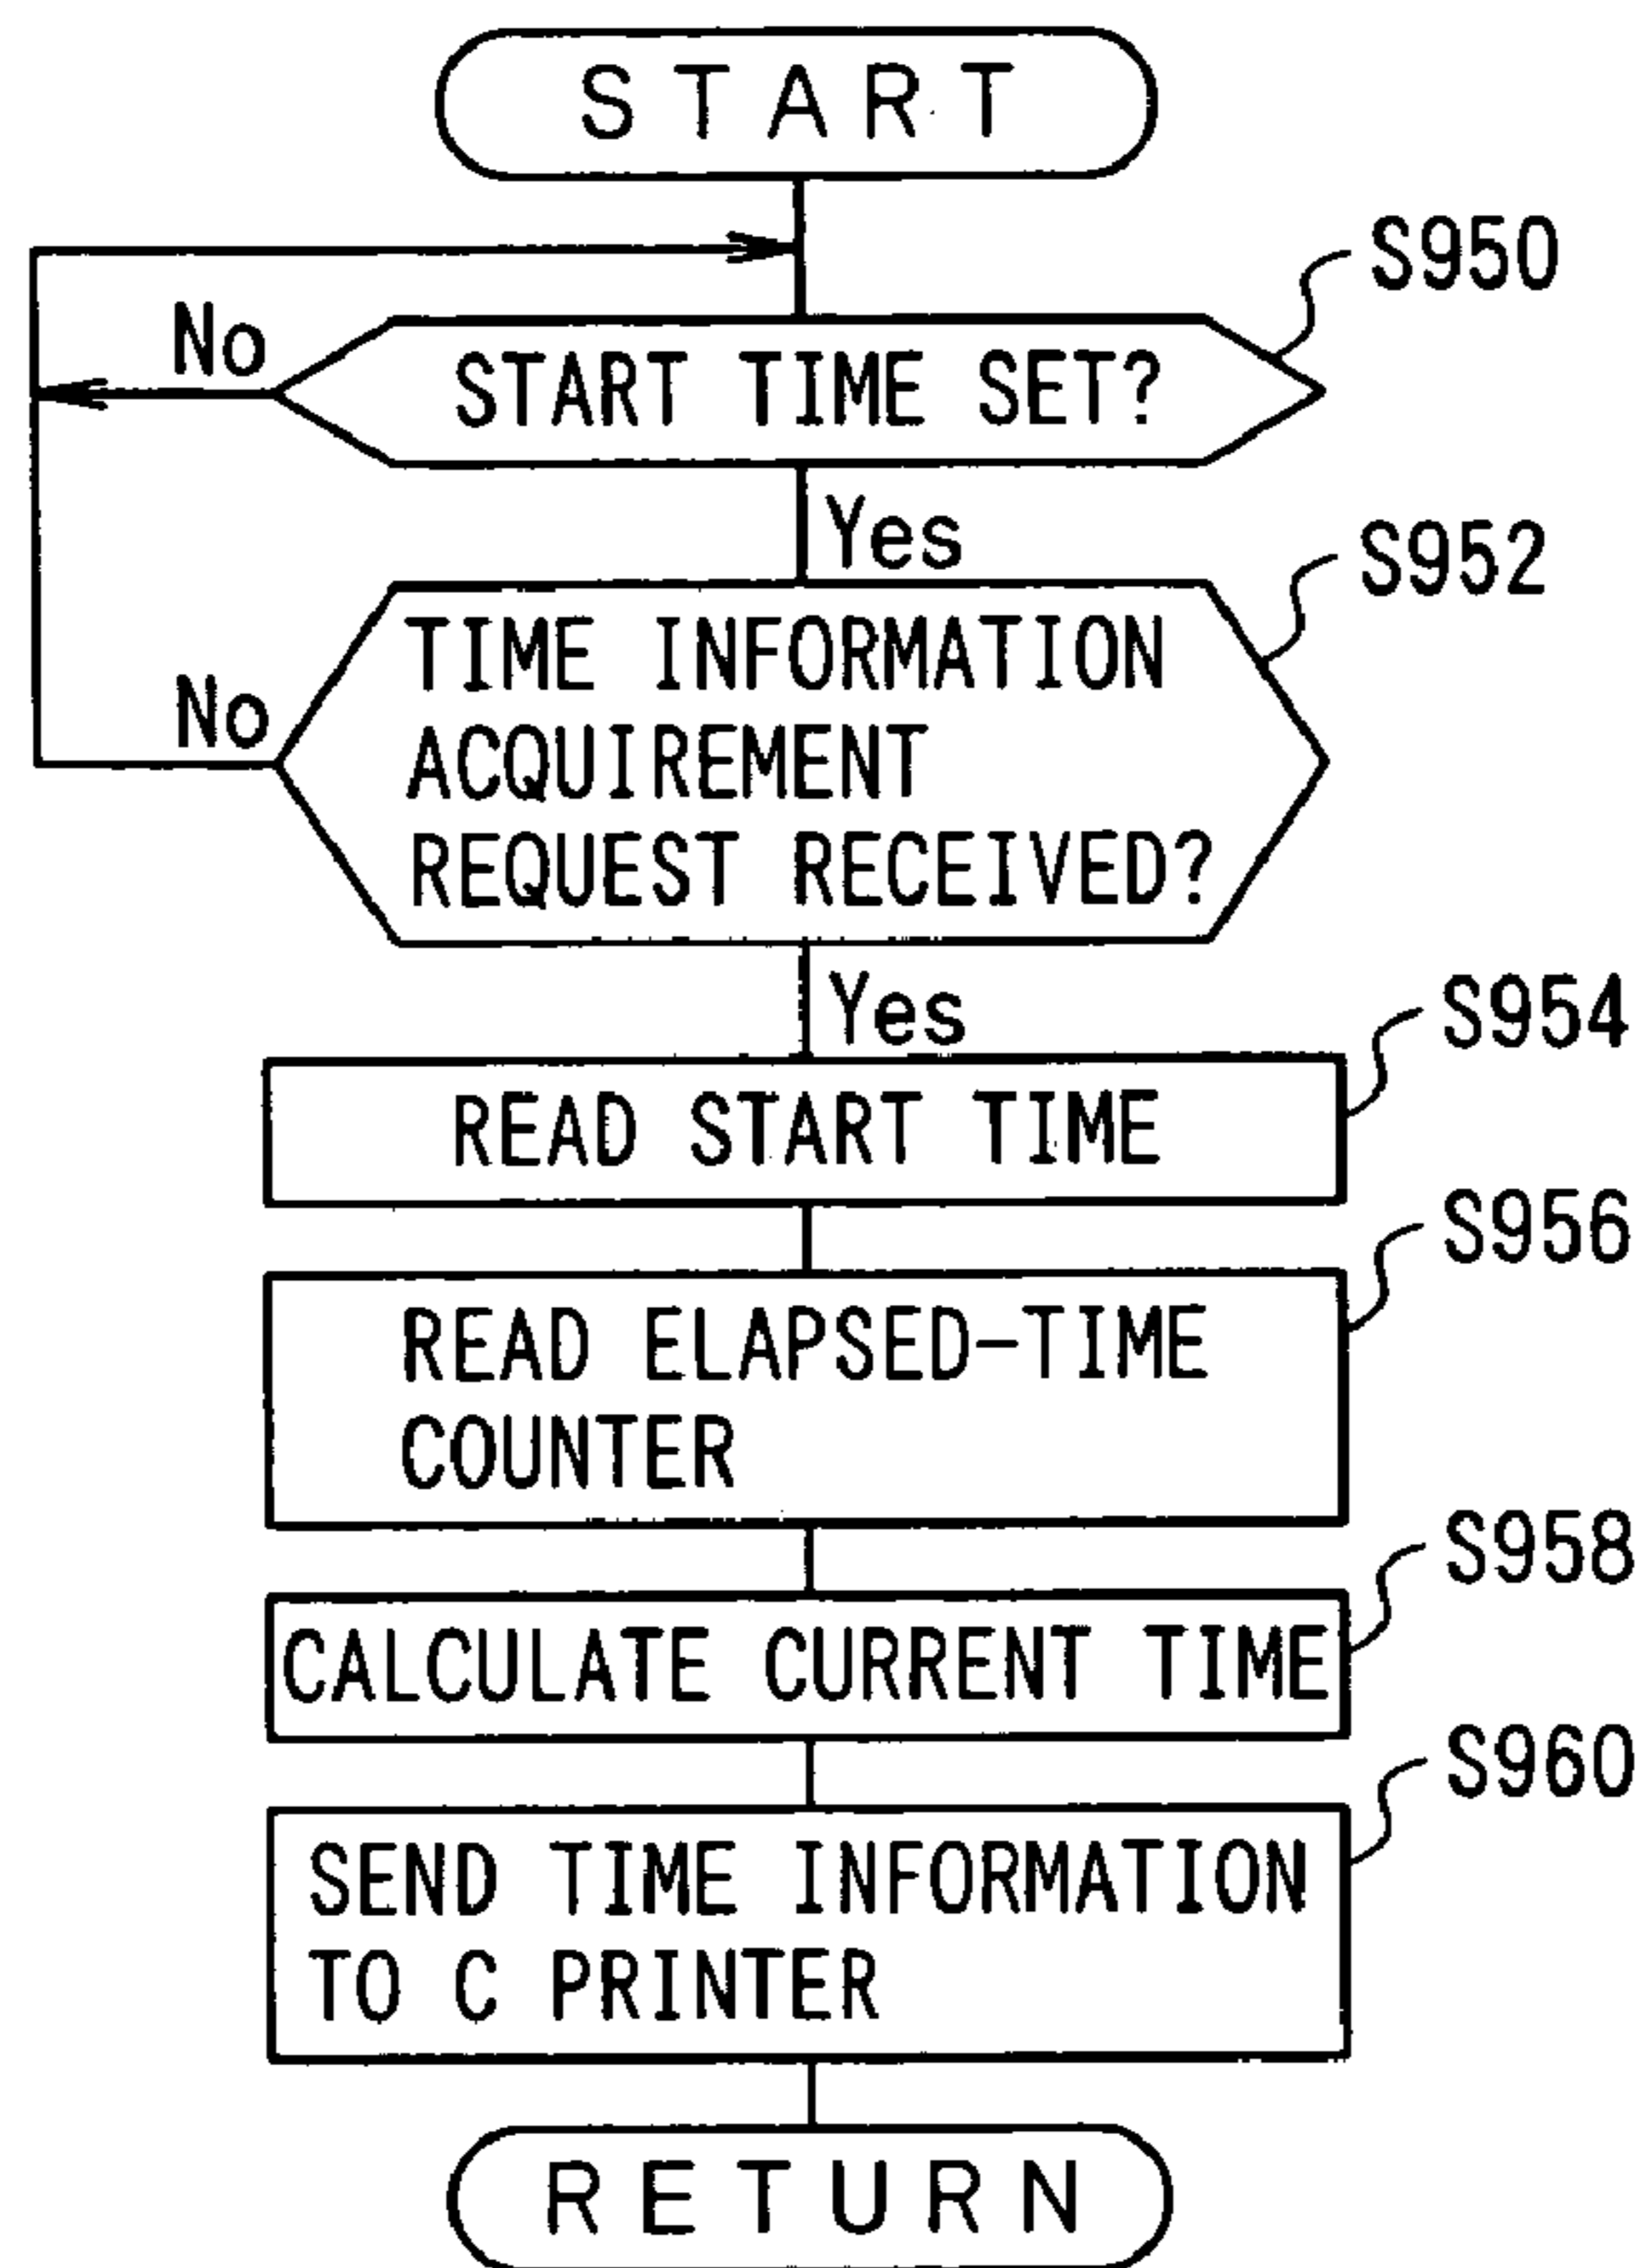 START
S950
No
START TIME SET?
Yes
S952
TIME INFORMATION
No
ACQUIREMENT
REQUEST RECEIVED?
Yes
S954
READ START TIME
S956
READ ELAPSED-TIME
COUNTER
S958
CALCULATE CURRENT TIME
S960
SEND TIME INFORMATION
TO C PRINTER
RETURN